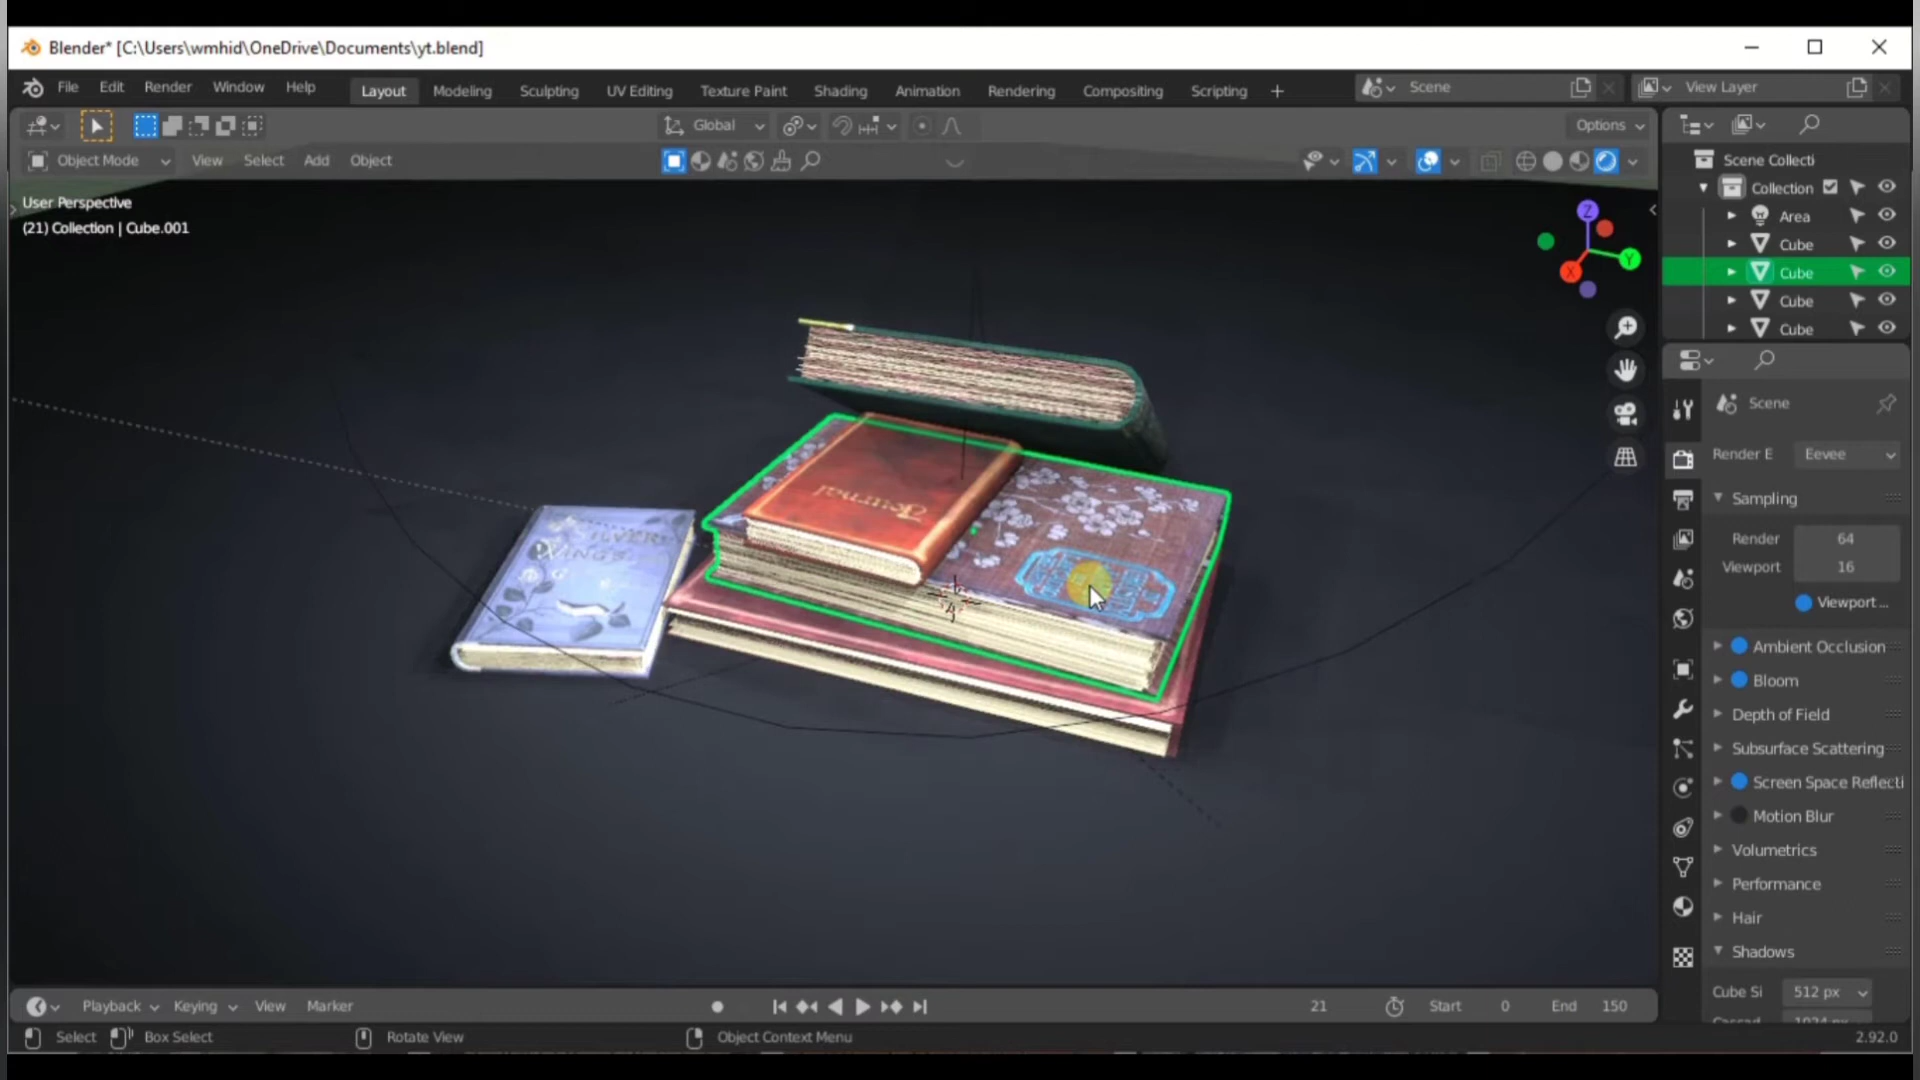 Blender* [C:\Users\wmhid\OneDrive\Documents\yt.blend]
File Edit Render Window Help Layout Modeling Sculpting UV Editing Texture Paint Shading Animation Rendering Compositing Scripting + Scene View Layer
Global Options
Object Mode View Select Add Object
Scene Collecti
User Perspective
(21) Collection | Cube.001
Collection
Area
Cube
Cube
Cube
Cube
Z
Y
X
Scene
Render E Eevee
Sampling
Render 64
Viewport 16
Viewport ...
Ambient Occlusion
Bloom
Depth of Field
Subsurface Scattering
Screen Space Reflecti
Motion Blur
Volumetrics
Performance
Hair
Shadows
Cube Si 512 px
1024 px
Journal
WINGS
Playback Keying View Marker 21 Start 0 End 150
Select Box Select Rotate View Object Context Menu 2.92.0